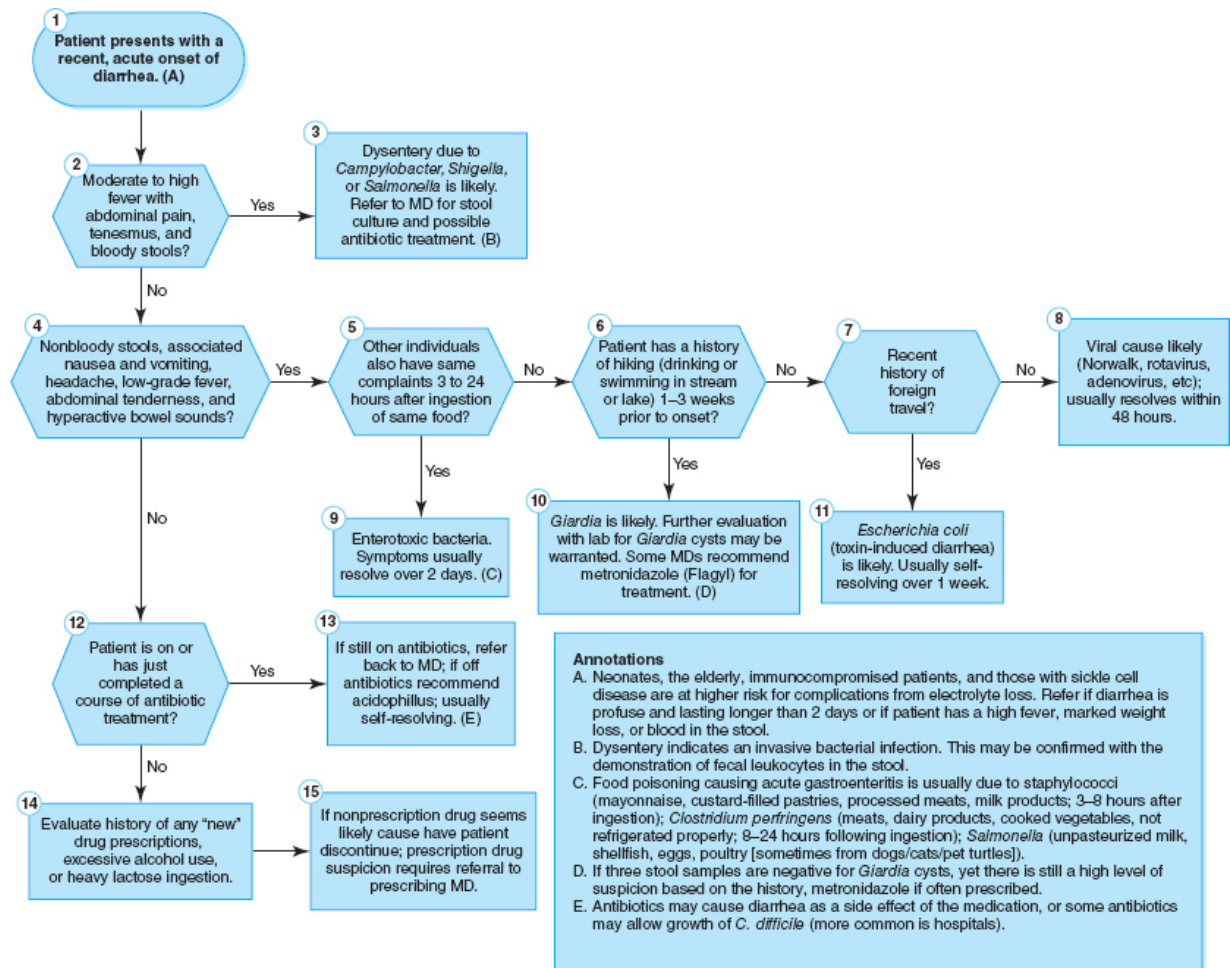 1
Patient presents with a
recent, acute onset of
diarrhea. (A)
2
Moderate to high
fever with
abdominal pain,
tenesmus, and
bloody stools?
Yes
3
Dysentery due to
Campylobacter, Shigella,
or Salmonella is likely.
Refer to MD for stool
culture and possible
antibiotic treatment. (B)
No
4
Nonbloody stools, associated
nausea and vomiting,
headache, low-grade fever,
abdominal tenderness, and
hyperactive bowel sounds?
Yes
5
Other individuals
also have same
complaints 3 to 24
hours after ingestion
of same food?
No
6
Patient has a history
of hiking (drinking or
swimming in stream
or lake) 1–3 weeks
prior to onset?
No
7
Recent
history of
foreign
travel?
No
8
Viral cause likely
(Norwalk, rotavirus,
adenovirus, etc);
usually resolves within
48 hours.
Yes
Yes
Yes
No
9
Enterotoxic bacteria.
Symptoms usually
resolve over 2 days. (C)
10
Giardia is likely. Further evaluation
with lab for Giardia cysts may be
warranted. Some MDs recommend
metronidazole (Flagyl) for
treatment. (D)
11
Escherichia coli
(toxin-induced diarrhea)
is likely. Usually self-
resolving over 1 week.
12
Patient is on or
has just
completed a
course of antibiotic
treatment?
Yes
13
If still on antibiotics, refer
back to MD; if off
antibiotics recommend
acidophillus; usually
self-resolving. (E)
No
14
Evaluate history of any “new”
drug prescriptions,
excessive alcohol use,
or heavy lactose ingestion.
15
If nonprescription drug seems
likely cause have patient
discontinue; prescription drug
suspicion requires referral to
prescribing MD.
Annotations
A. Neonates, the elderly, immunocompromised patients, and those with sickle cell
disease are at higher risk for complications from electrolyte loss. Refer if diarrhea is
profuse and lasting longer than 2 days or if patient has a high fever, marked weight
loss, or blood in the stool.
B. Dysentery indicates an invasive bacterial infection. This may be confirmed with the
demonstration of fecal leukocytes in the stool.
C. Food poisoning causing acute gastroenteritis is usually due to staphylococci
(mayonnaise, custard-filled pastries, processed meats, milk products; 3–8 hours after
ingestion); Clostridium perfringens (meats, dairy products, cooked vegetables, not
refrigerated properly; 8–24 hours following ingestion); Salmonella (unpasteurized milk,
shellfish, eggs, poultry [sometimes from dogs/cats/pet turtles]).
D. If three stool samples are negative for Giardia cysts, yet there is still a high level of
suspicion based on the history, metronidazole if often prescribed.
E. Antibiotics may cause diarrhea as a side effect of the medication, or some antibiotics
may allow growth of C. difficile (more common is hospitals).